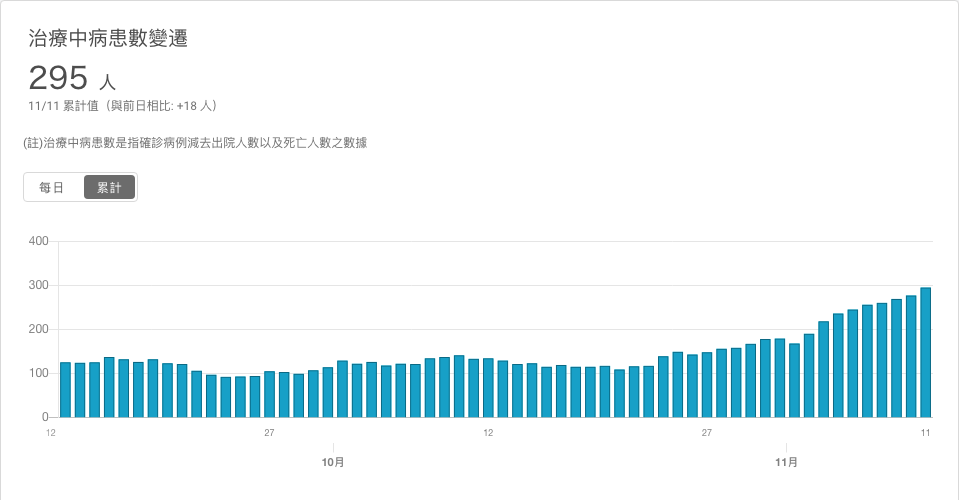 治療中病患數變遷
295 人
11/11 累計值（與前日相比: +18 人）
(註)治療中病患數是指確診病例減去出院人數以及死亡人數之數據
每日 累計
400
300
200
100
0
12 27 12 27 11
10月 11月